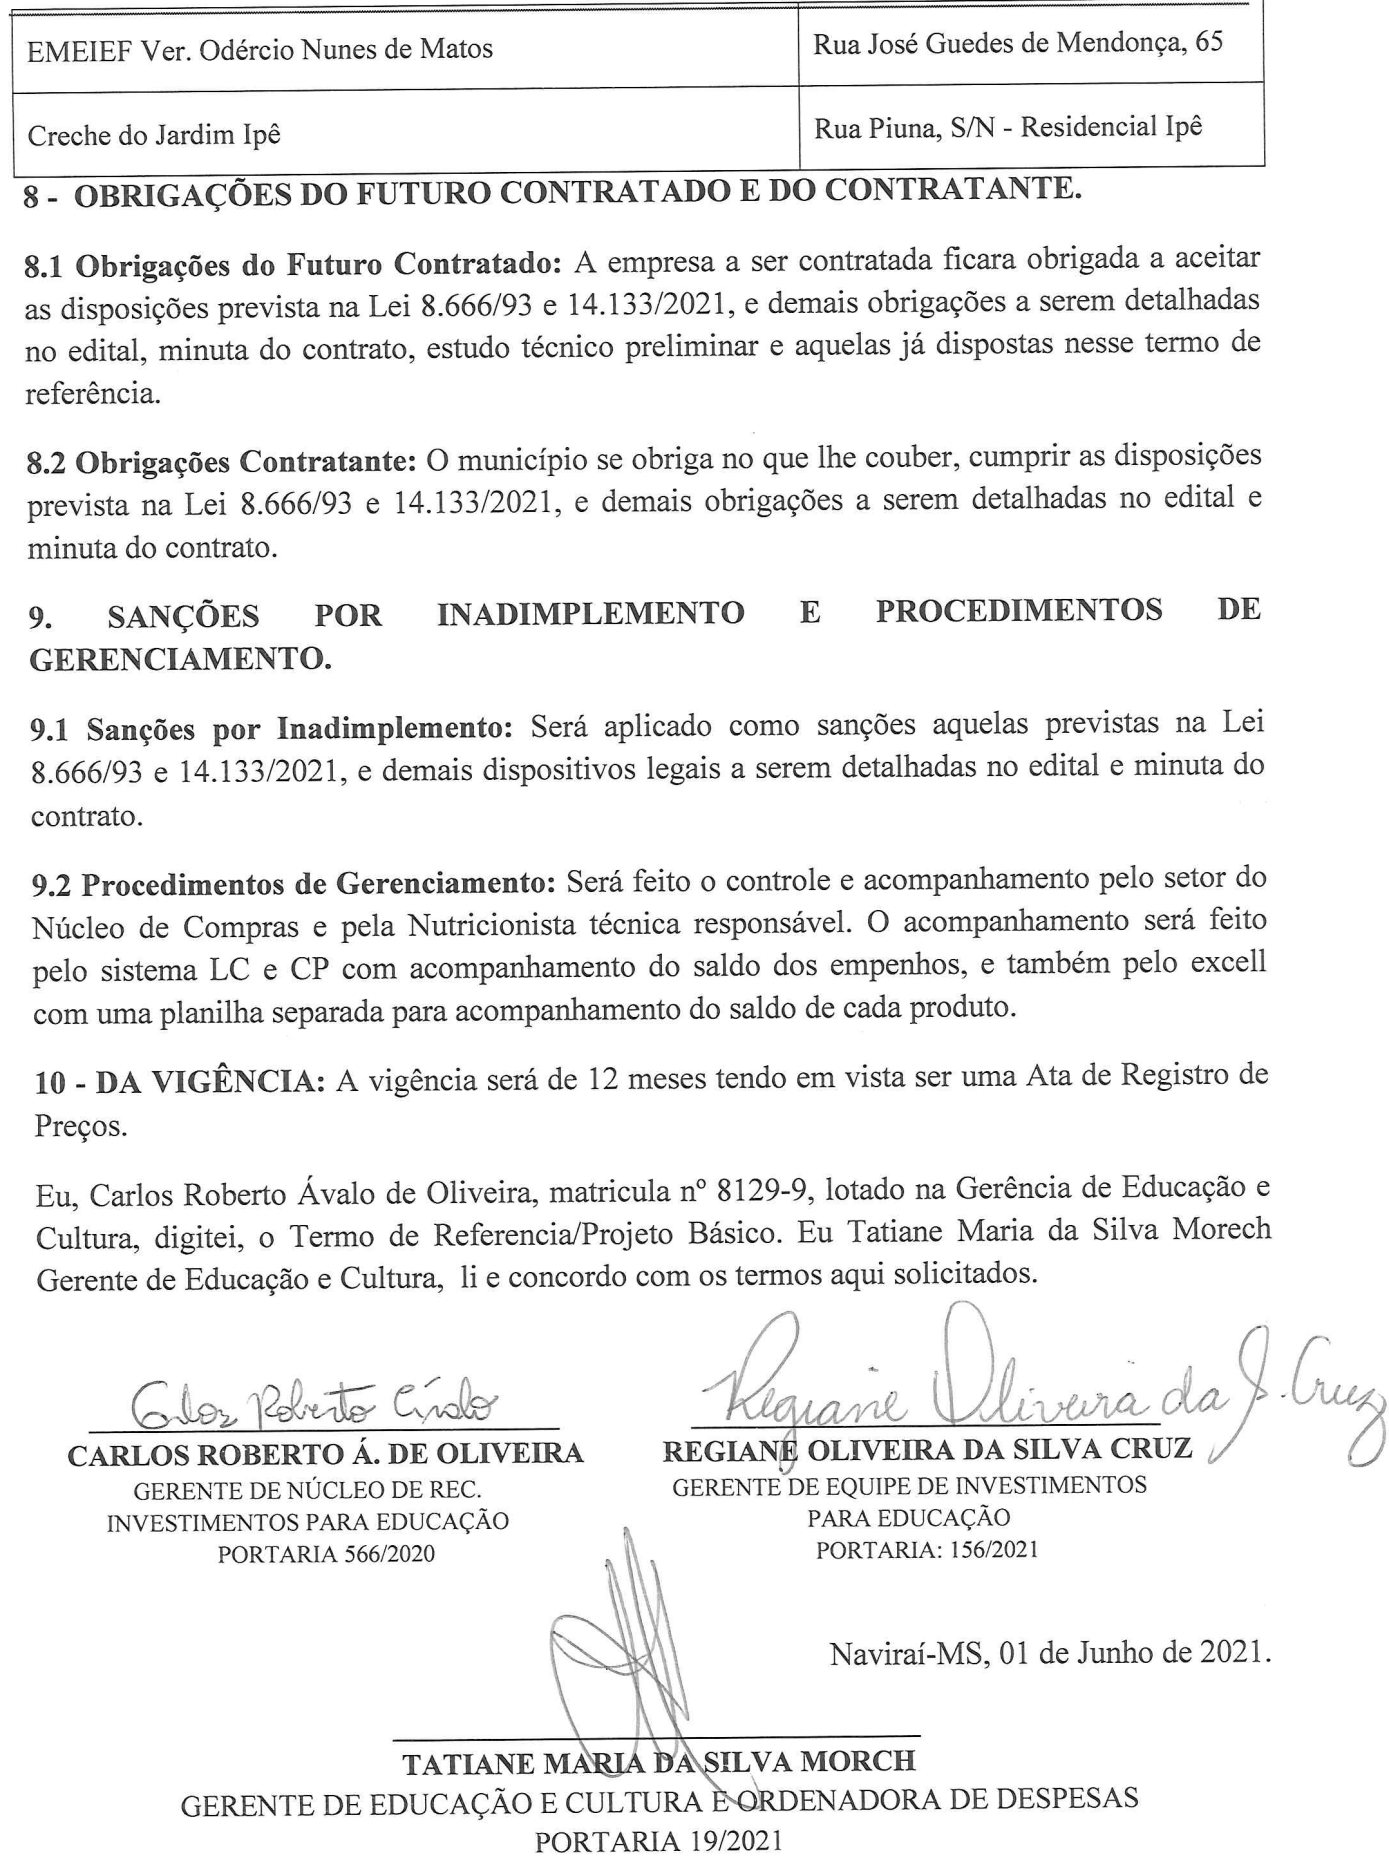 EMEIEF Ver. Odércio Nunes de Matos
Rua José Guedes de Mendonça, 65
Creche do Jardim Ipê
Rua Piuna, S/N - Residencial Ipê
8 - OBRIGAÇÕES DO FUTURO CONTRATADO E DO CONTRATANTE.
8.1 Obrigações do Futuro Contratado: A empresa a ser contratada ficara obrigada a aceitar
as disposições prevista na Lei 8.666/93 e 14.133/2021, e demais obrigações a serem detalhadas
no edital, minuta do contrato, estudo técnico preliminar e aquelas já dispostas nesse termo de
referência.
8.2 Obrigações Contratante: O município se obriga no que lhe couber, cumprir as disposições
prevista na Lei 8.666/93 e 14.133/2021, e demais obrigações a serem detalhadas no edital e
minuta do contrato.
9. SANÇÕES POR INADIMPLEMENTO E PROCEDIMENTOS DE
GERENCIAMENTO.
9.1 Sanções por Inadimplemento: Será aplicado como sanções aquelas previstas na Lei
8.666/93 e 14.133/2021, e demais dispositivos legais a serem detalhadas no edital e minuta do
contrato.
9.2 Procedimentos de Gerenciamento: Será feito o controle e acompanhamento pelo setor do
Núcleo de Compras e pela Nutricionista técnica responsável. O acompanhamento será feito
pelo sistema LC e CP com acompanhamento do saldo dos empenhos, e também pelo excell
com uma planilha separada para acompanhamento do saldo de cada produto.
10 - DA VIGÊNCIA: A vigência será de 12 meses tendo em vista ser uma Ata de Registro de
Preços.
Eu, Carlos Roberto Ávalo de Oliveira, matricula nº 8129-9, lotado na Gerência de Educação e
Cultura, digitei, o Termo de Referencia/Projeto Básico. Eu Tatiane Maria da Silva Morech
Gerente de Educação e Cultura, li e concordo com os termos aqui solicitados.
Carlos Roberto
Regiane Oliveira da S. Cruz
CARLOS ROBERTO Á. DE OLIVEIRA
GERENTE DE NÚCLEO DE REC.
INVESTIMENTOS PARA EDUCAÇÃO
PORTARIA 566/2020
REGIANE OLIVEIRA DA SILVA CRUZ
GERENTE DE EQUIPE DE INVESTIMENTOS
PARA EDUCAÇÃO
PORTARIA: 156/2021
Naviraí-MS, 01 de Junho de 2021.
TATIANE MARIA DA SILVA MORCH
GERENTE DE EDUCAÇÃO E CULTURA E ORDENADORA DE DESPESAS
PORTARIA 19/2021